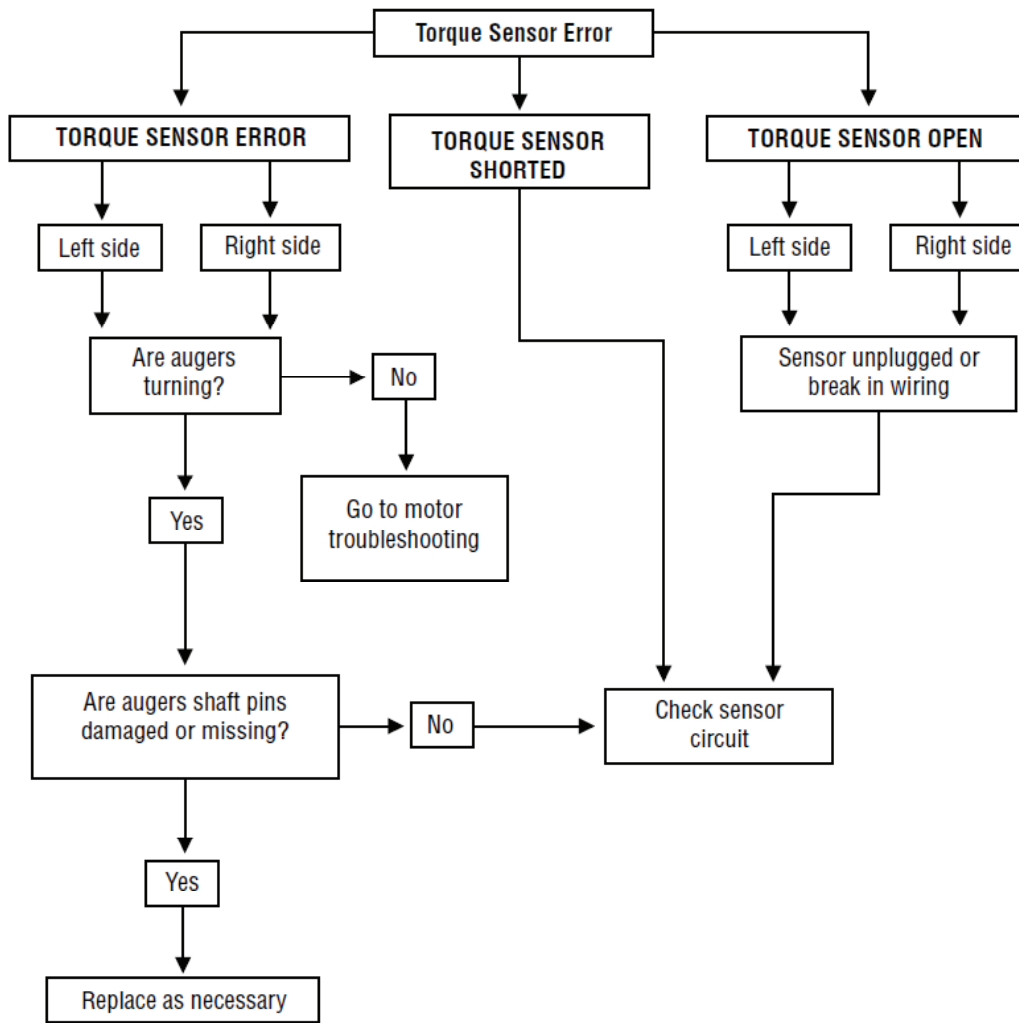 Torque Sensor Error
TORQUE SENSOR ERROR
TORQUE SENSOR
SHORTED
TORQUE SENSOR OPEN
Left side
Right side
Left side
Right side
Are augers
turning?
No
Sensor unplugged or
break in wiring
Yes
Go to motor
troubleshooting
Are augers shaft pins
damaged or missing?
No
Check sensor
circuit
Yes
Replace as necessary